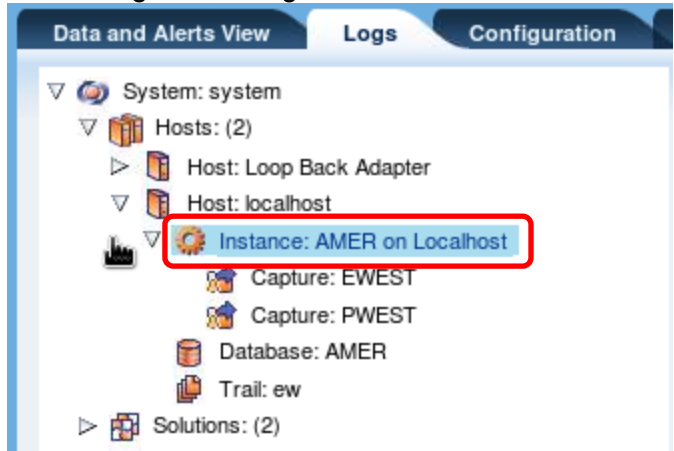 Data and Alerts View Logs Configuration
System: system
Hosts: (2)
Host: Loop Back Adapter
Host: localhost
Instance: AMER on Localhost
Capture: EWEST
Capture: PWEST
Database: AMER
Trail: ew
Solutions: (2)